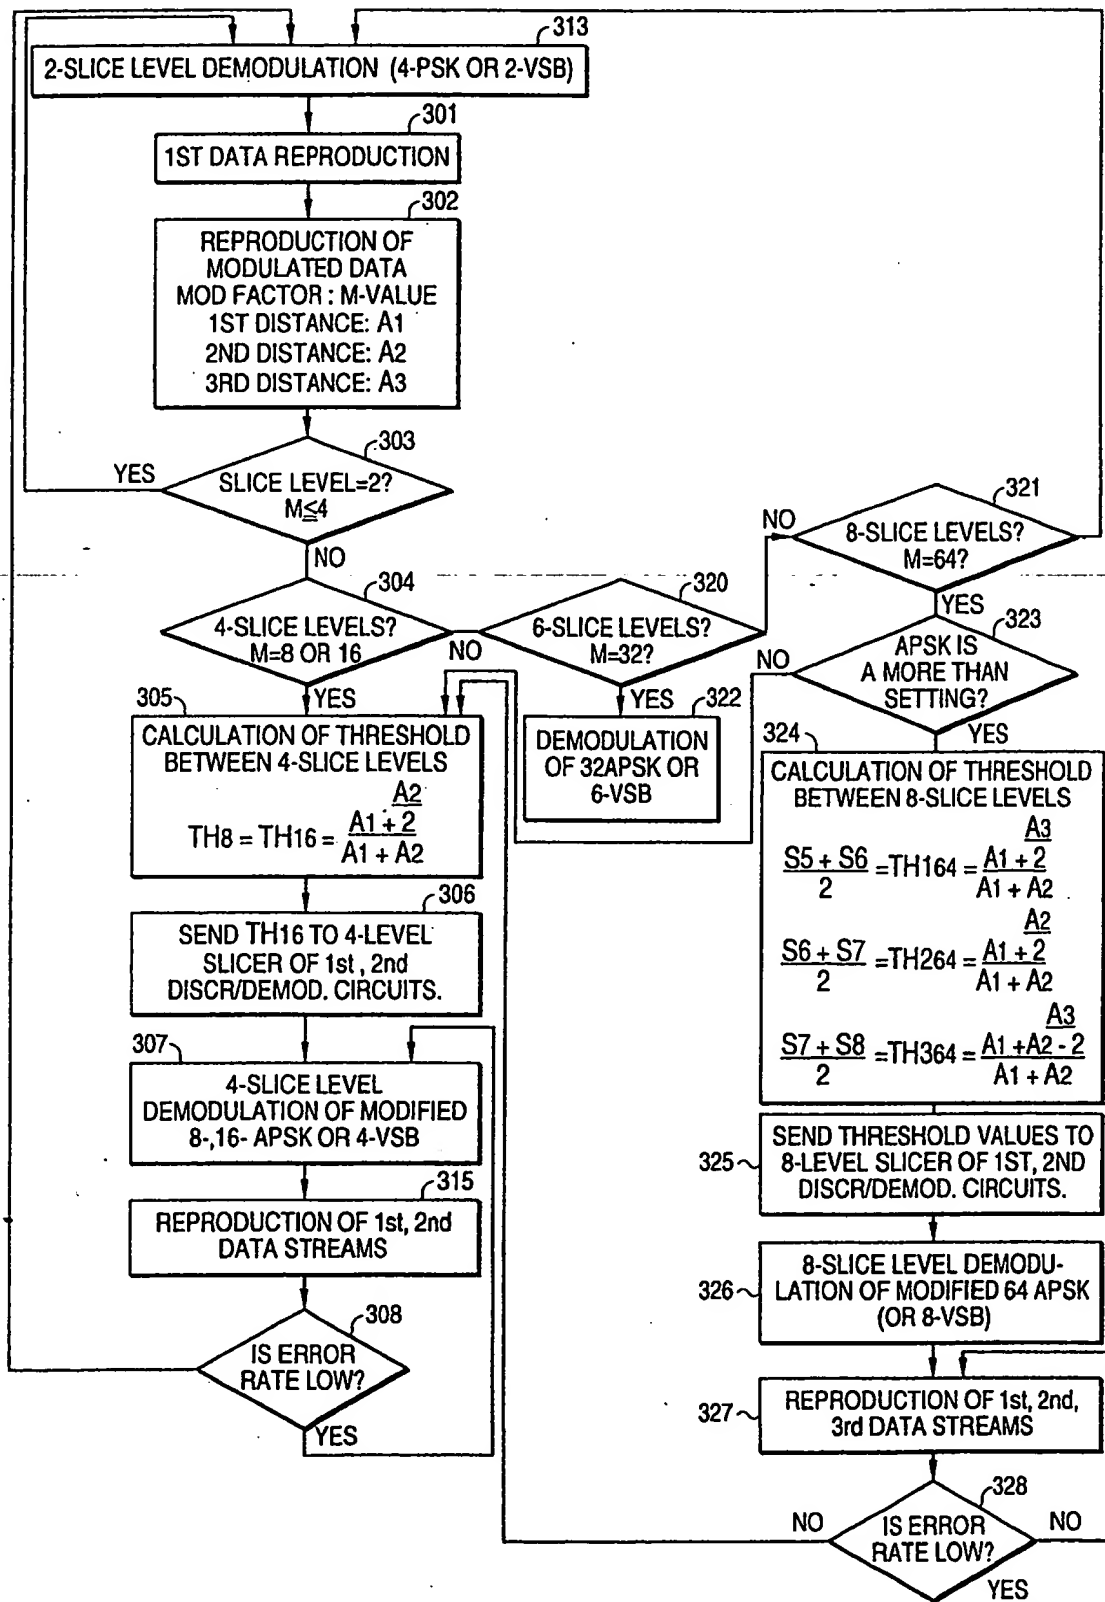 313
2-SLICE LEVEL DEMODULATION (4-PSK OR 2-VSB)
301
1ST DATA REPRODUCTION
302
REPRODUCTION OF
MODULATED DATA
MOD FACTOR : M-VALUE
1ST DISTANCE: A1
2ND DISTANCE: A2
3RD DISTANCE: A3
303
YES
SLICE LEVEL=2?
M≦4
NO
304
4-SLICE LEVELS?
M=8 OR 16
NO
YES
320
6-SLICE LEVELS?
M=32?
NO
YES
321
8-SLICE LEVELS?
M=64?
YES
323
APSK IS
A MORE THAN
SETTING?
NO
YES
322
DEMODULATION
OF 32APSK OR
6-VSB
305
CALCULATION OF THRESHOLD
BETWEEN 4-SLICE LEVELS
A2
TH8 = TH16 = A1 + 2
A1 + A2
306
SEND TH16 TO 4-LEVEL
SLICER OF 1st, 2nd
DISCR/DEMOD. CIRCUITS.
307
4-SLICE LEVEL
DEMODULATION OF MODIFIED
8-,16- APSK OR 4-VSB
315
REPRODUCTION OF 1st, 2nd
DATA STREAMS
308
IS ERROR
RATE LOW?
YES
324
CALCULATION OF THRESHOLD
BETWEEN 8-SLICE LEVELS
A3
S5 + S6 =TH164 = A1 + 2
2 A1 + A2
A2
S6 + S7 =TH264 = A1 + 2
2 A1 + A2
A3
S7 + S8 =TH364 = A1 +A2 - 2
2 A1 + A2
325
SEND THRESHOLD VALUES TO
8-LEVEL SLICER OF 1ST, 2ND
DISCR/DEMOD. CIRCUITS.
326
8-SLICE LEVEL DEMODU-
LATION OF MODIFIED 64 APSK
(OR 8-VSB)
327
REPRODUCTION OF 1st, 2nd,
3rd DATA STREAMS
328
NO
IS ERROR
RATE LOW?
NO
YES